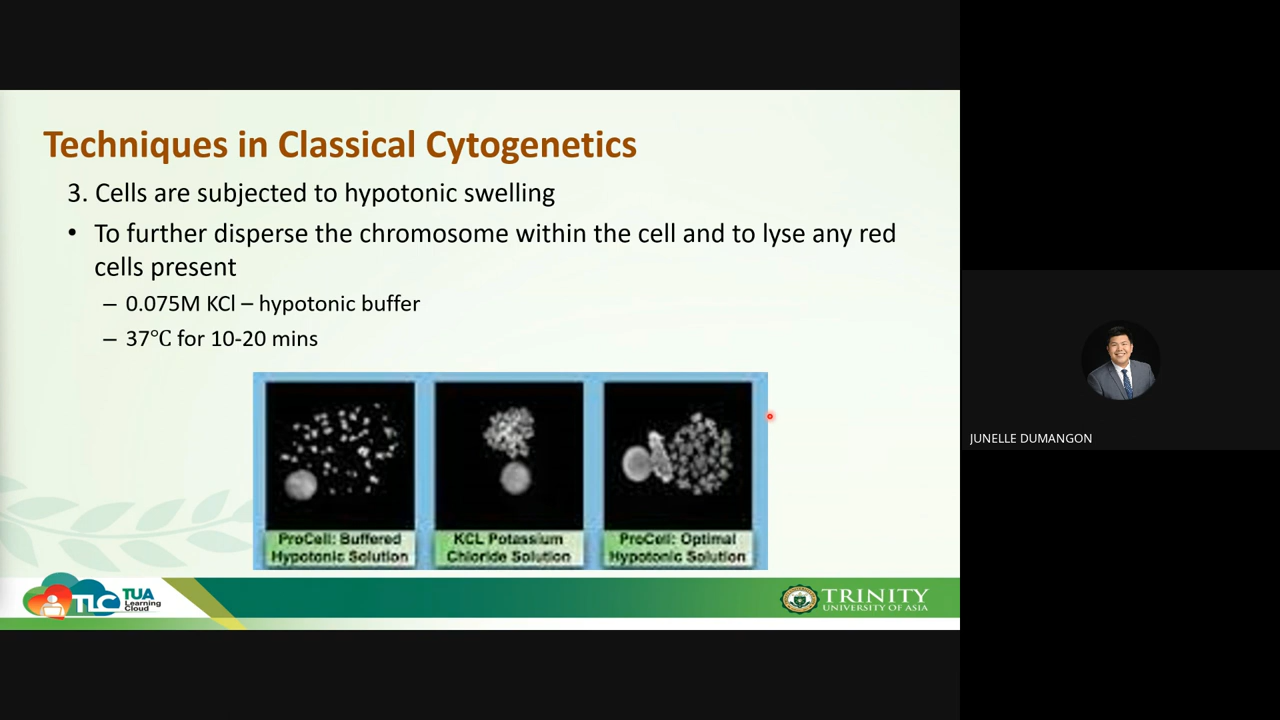 Techniques in Classical Cytogenetics
3. Cells are subjected to hypotonic swelling
• To further disperse the chromosome within the cell and to lyse any red
cells present
– 0.075M KCl – hypotonic buffer
– 37℃ for 10-20 mins
ProCell: Buffered
Hypotonic Solution
KCL Potassium
Chloride Solution
ProCell: Optimal
Hypotonic Solution
TLC
TUA
Learning
Cloud
TRINITY
UNIVERSITY OF ASIA
JUNELLE DUMANGON